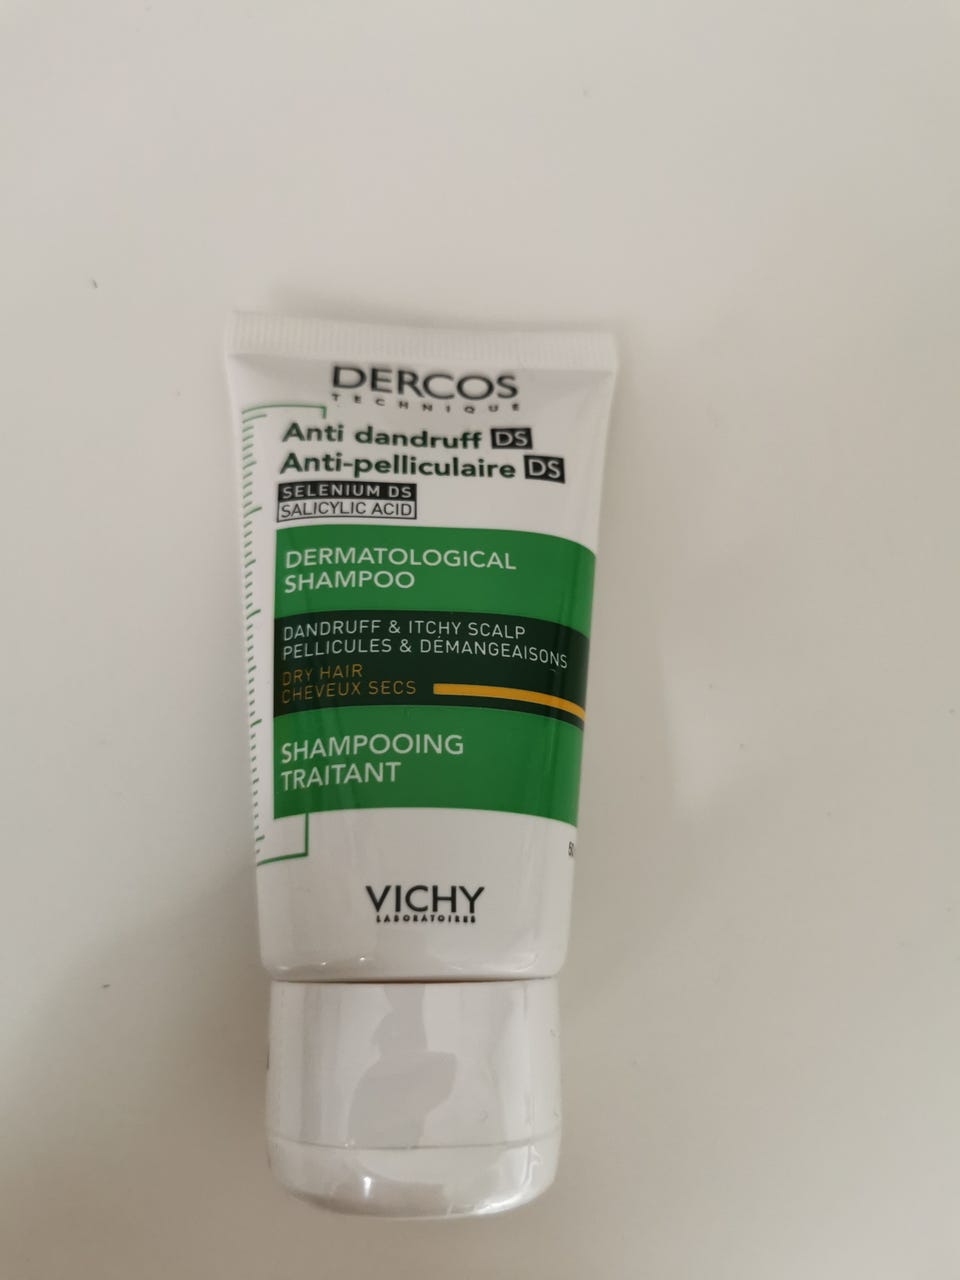 DERCOS
TECHNIQUE
Anti dandruff DS
Anti-pelliculaire DS
SELENIUM DS
SALICYLIC ACID
DERMATOLOGICAL
SHAMPOO
DANDRUFF & ITCHY SCALP
PELLICULES & DÉMANGEAISONS
DRY HAIR
CHEVEUX SECS
SHAMPOOING
TRAITANT
VICHY
LABORATOIRES